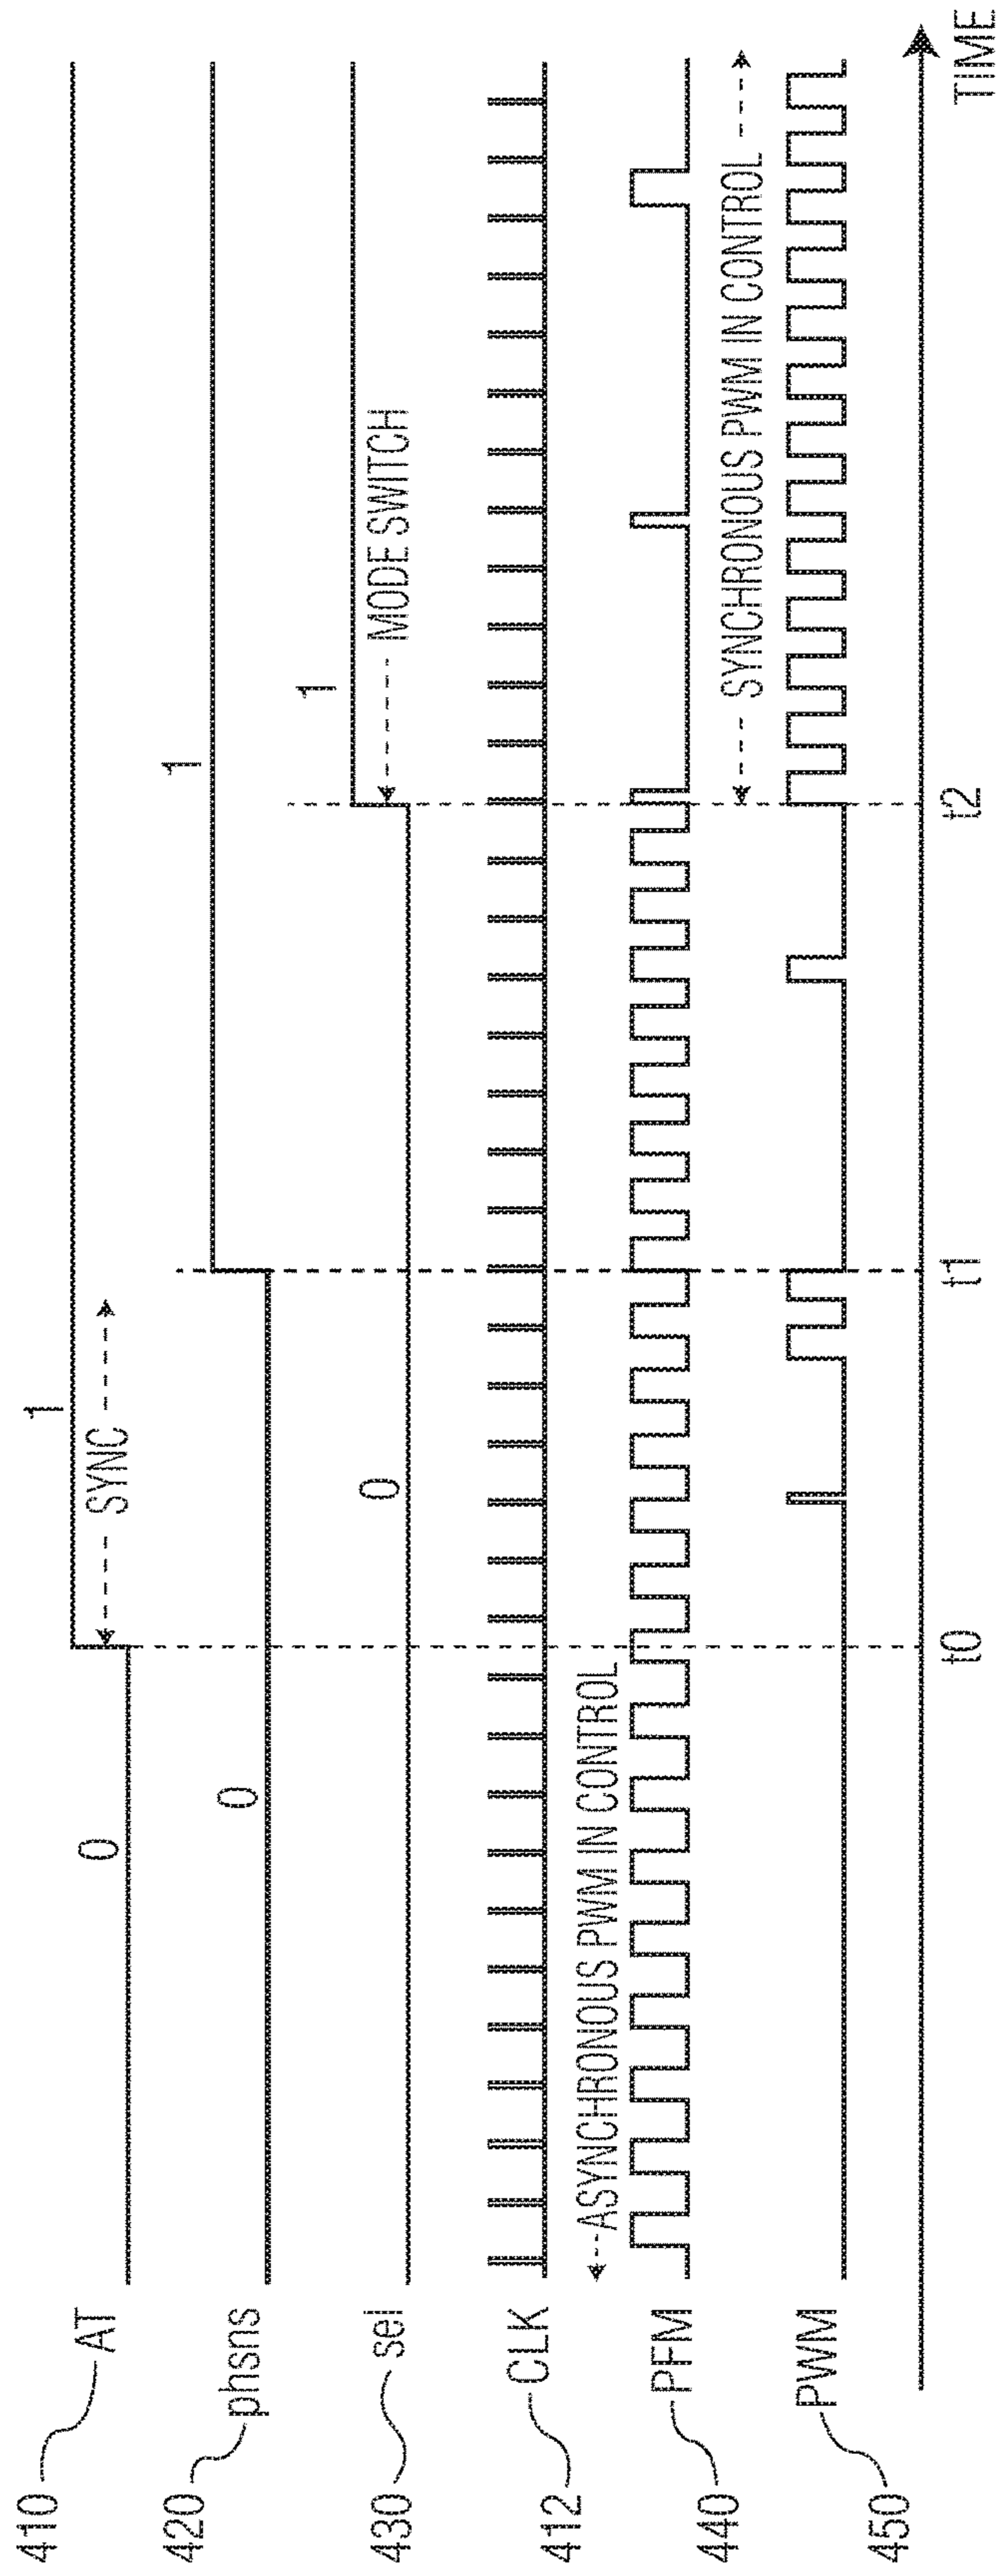 410 AT 0 1
SYNC
420 phsns 0 1
430 sel 0 1
MODE SWITCH
412 CLK
ASYNCHRONOUS PWM IN CONTROL
440 PFM
SYNCHRONOUS PWM IN CONTROL
450 PWM
t0 t1 t2
TIME